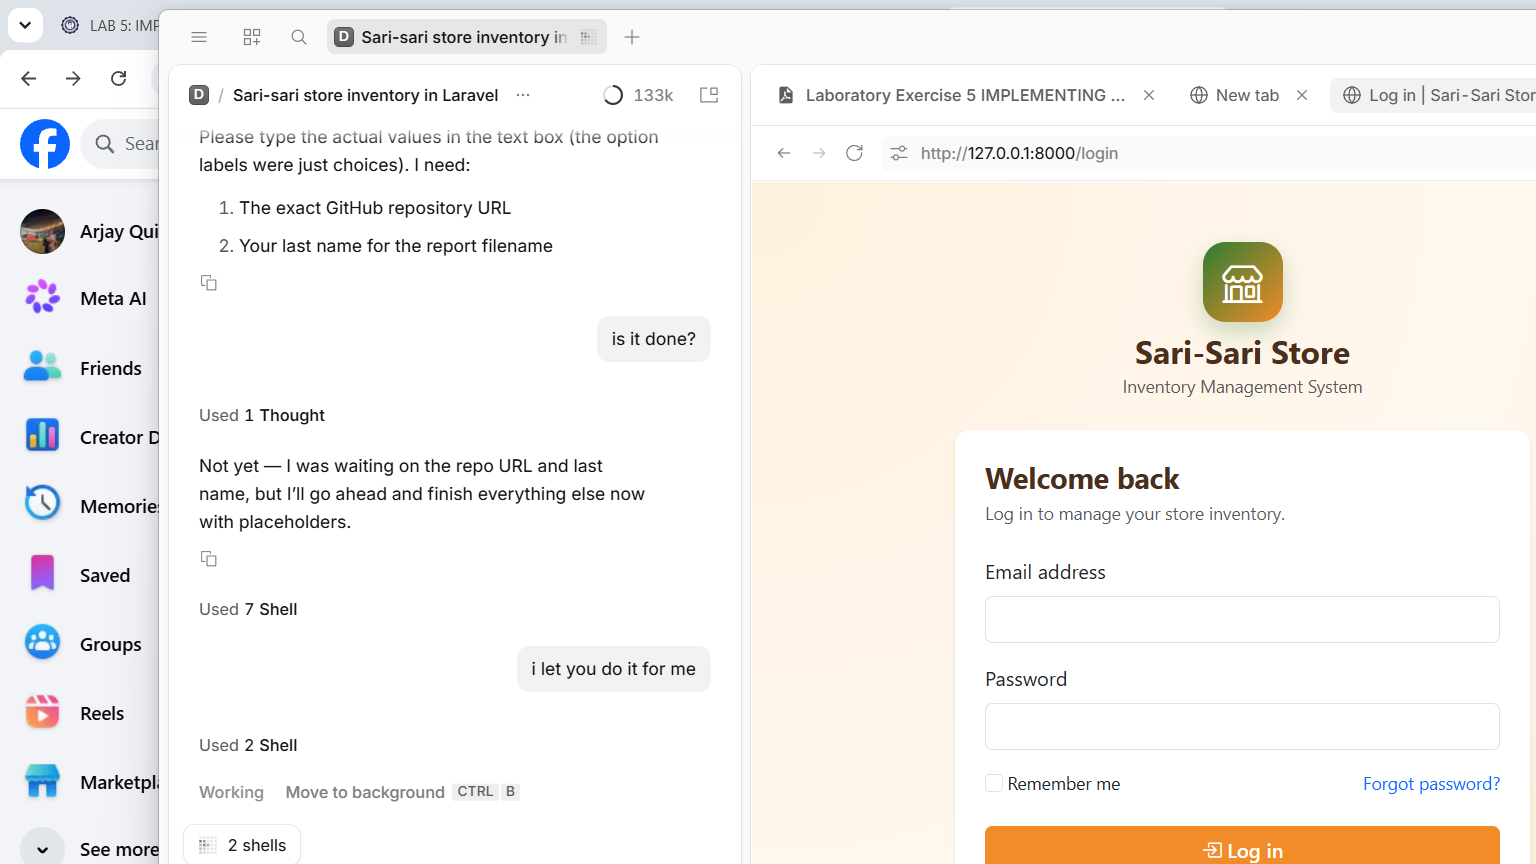 LAB 5: IMP
Sear
Arjay Qui
Meta AI
Friends
Creator D
Memories
Saved
Groups
Reels
Marketpla
See more
D Sari-sari store inventory in
D / Sari-sari store inventory in Laravel ...
133k
Please type the actual values in the text box (the option
labels were just choices). I need:
1. The exact GitHub repository URL
2. Your last name for the report filename
is it done?
Used 1 Thought
Not yet — I was waiting on the repo URL and last
name, but I’ll go ahead and finish everything else now
with placeholders.
Used 7 Shell
i let you do it for me
Used 2 Shell
Working Move to background CTRL B
2 shells
Laboratory Exercise 5 IMPLEMENTING ...
New tab
Log in | Sari-Sari Stor
http://127.0.0.1:8000/login
Sari-Sari Store
Inventory Management System
Welcome back
Log in to manage your store inventory.
Email address
Password
Remember me
Forgot password?
Log in